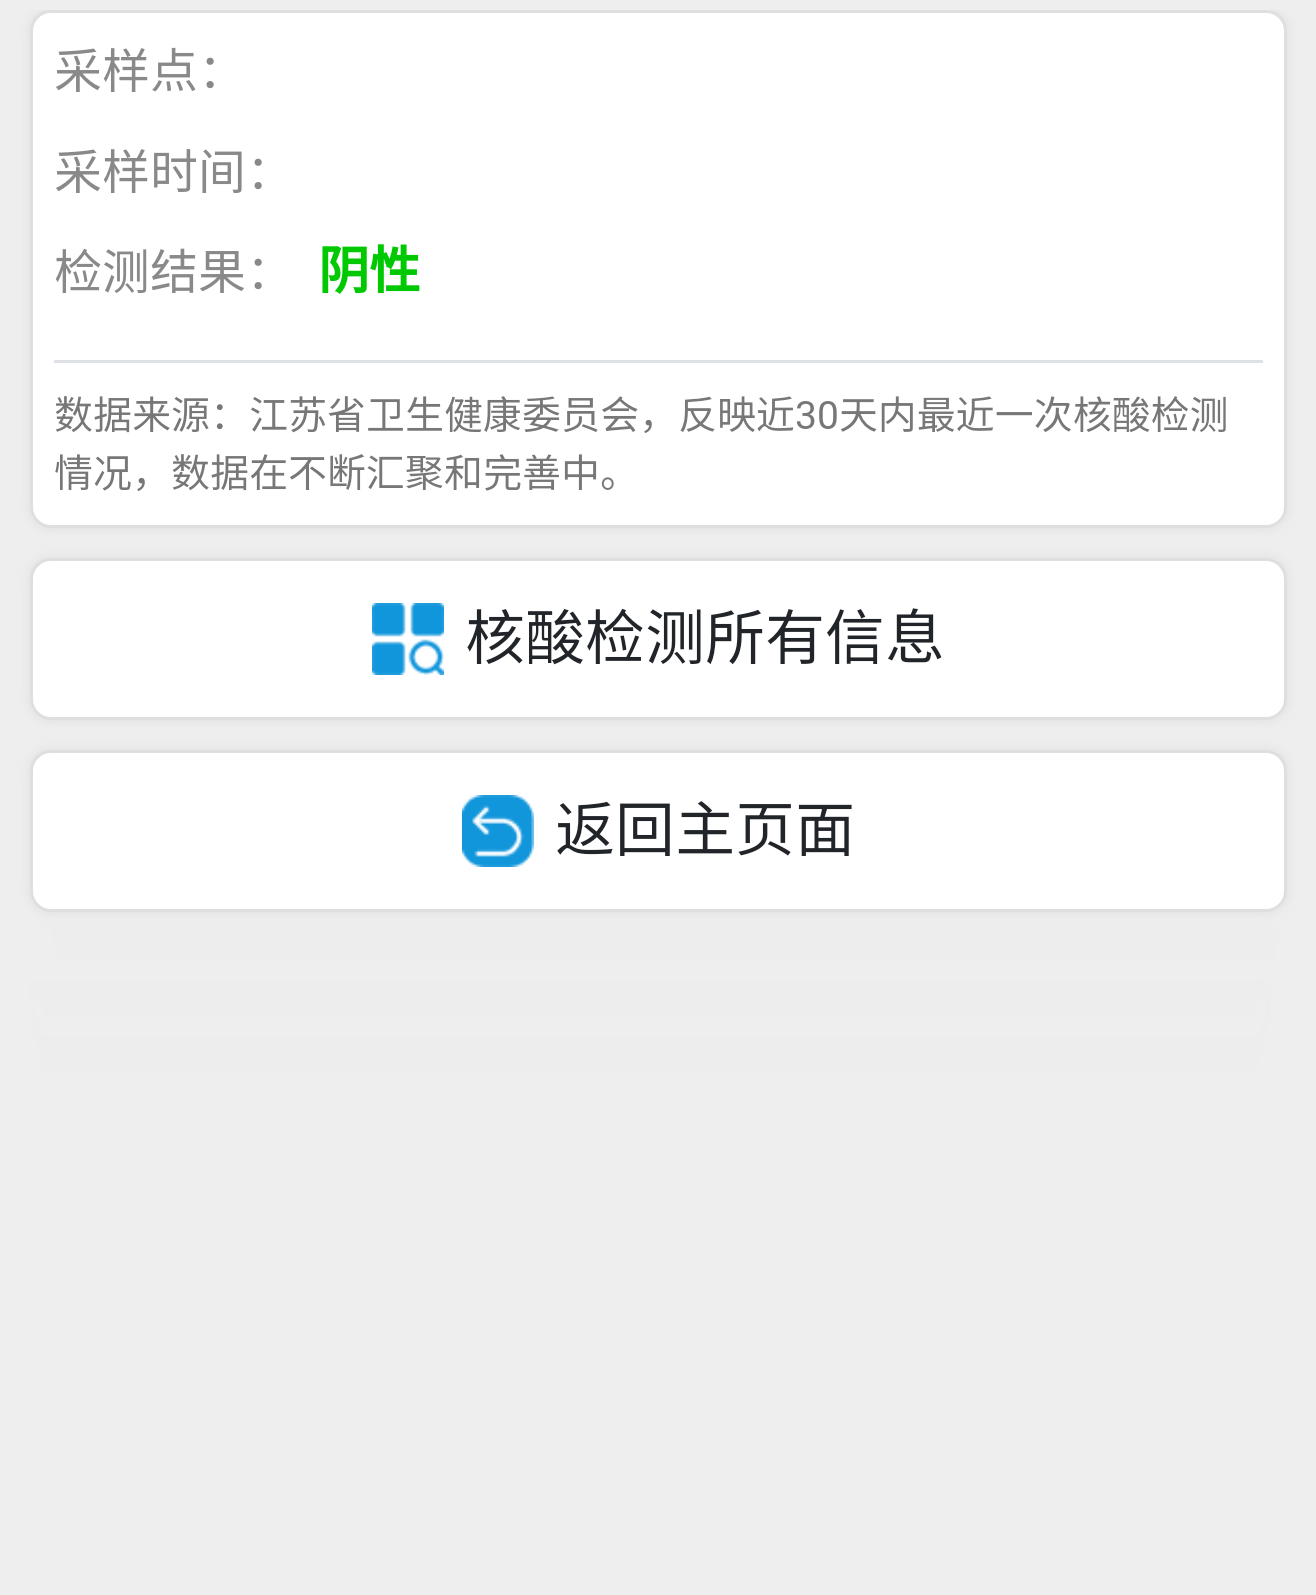 采样点：
采样时间：
检测结果： 阴性
数据来源：江苏省卫生健康委员会，反映近30天内最近一次核酸检测
情况，数据在不断汇聚和完善中。
核酸检测所有信息
返回主页面